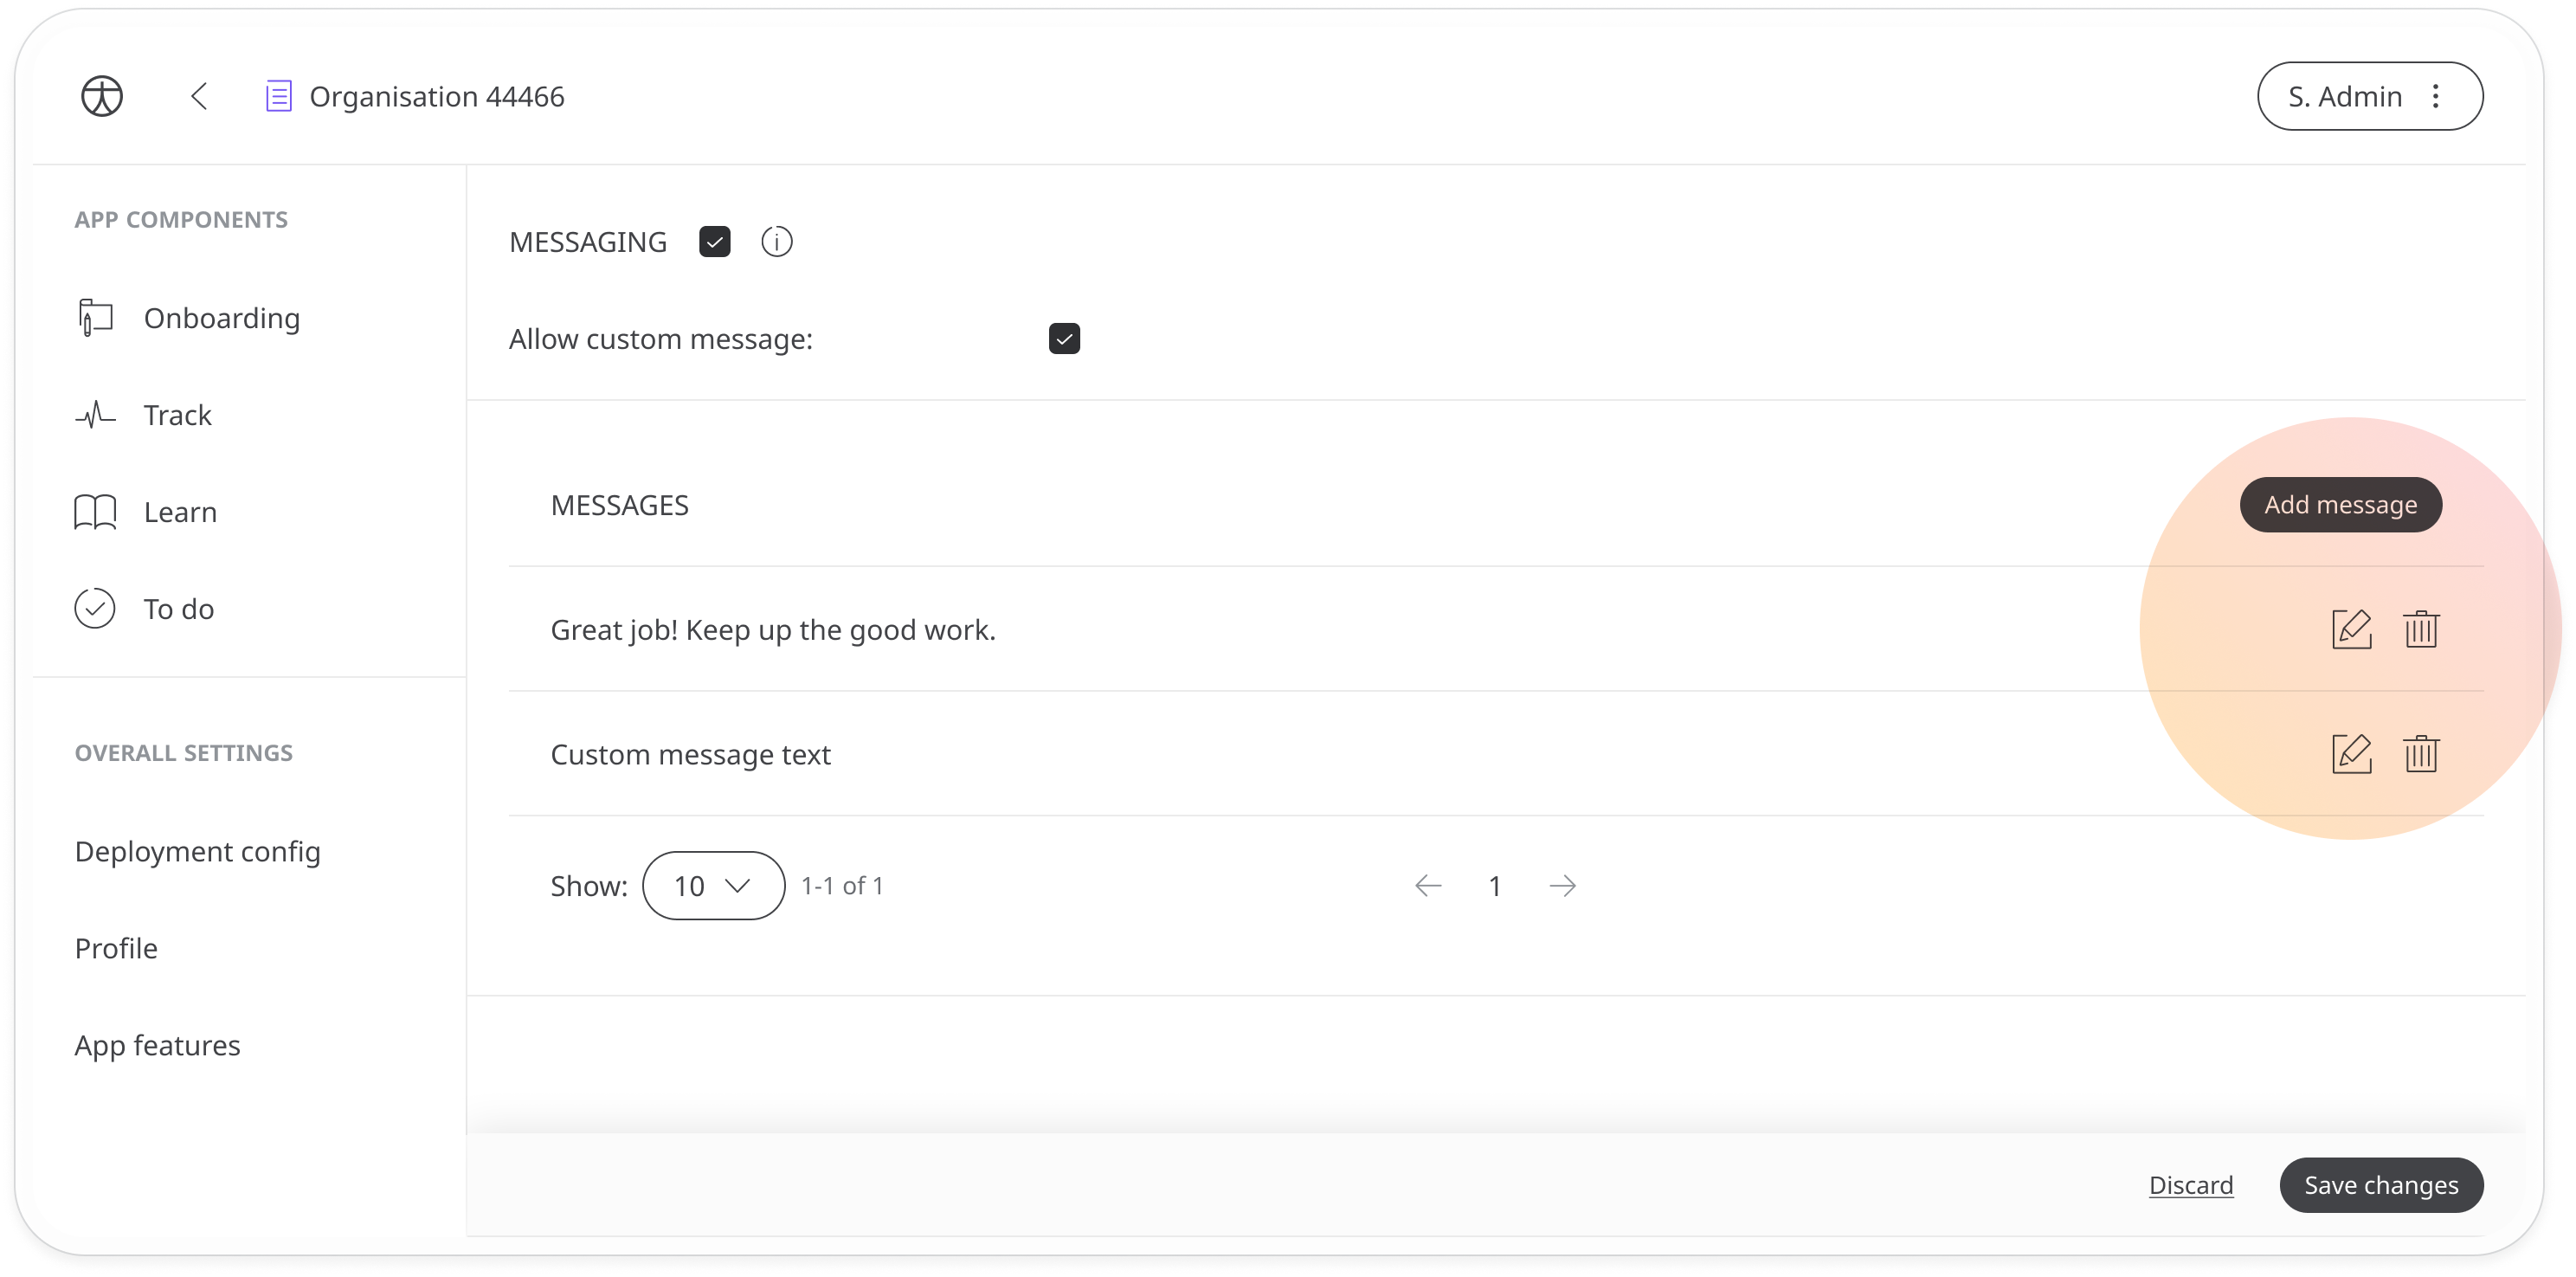 Organisation 44466
S. Admin
APP COMPONENTS
Onboarding
Track
Learn
To do
OVERALL SETTINGS
Deployment config
Profile
App features
MESSAGING
Allow custom message:
MESSAGES
Add message
Great job! Keep up the good work.
Custom message text
Show: 10 1-1 of 1
1
Discard
Save changes